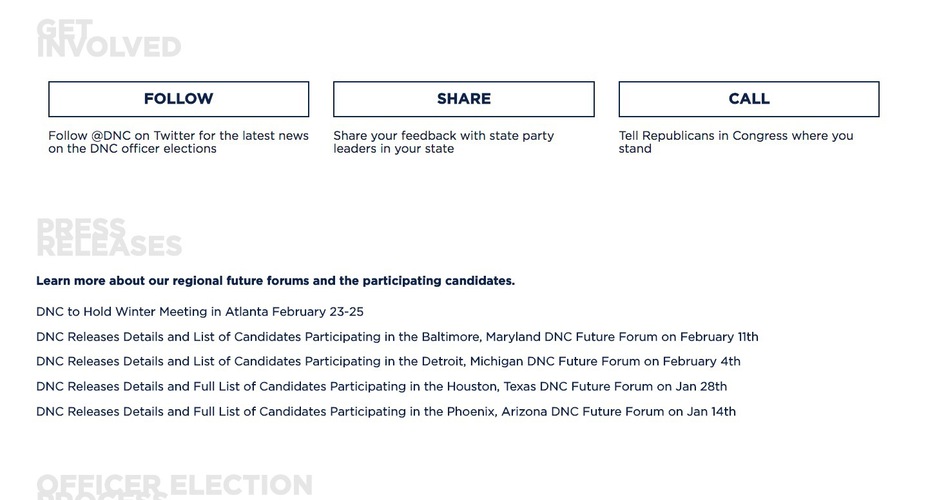 GET
INVOLVED
FOLLOW
SHARE
CALL
Follow @DNC on Twitter for the latest news
on the DNC officer elections
Share your feedback with state party
leaders in your state
Tell Republicans in Congress where you
stand
PRESS
RELEASES
Learn more about our regional future forums and the participating candidates.
DNC to Hold Winter Meeting in Atlanta February 23-25
DNC Releases Details and List of Candidates Participating in the Baltimore, Maryland DNC Future Forum on February 11th
DNC Releases Details and List of Candidates Participating in the Detroit, Michigan DNC Future Forum on February 4th
DNC Releases Details and Full List of Candidates Participating in the Houston, Texas DNC Future Forum on Jan 28th
DNC Releases Details and Full List of Candidates Participating in the Phoenix, Arizona DNC Future Forum on Jan 14th
OFFICER ELECTION
PROCESS